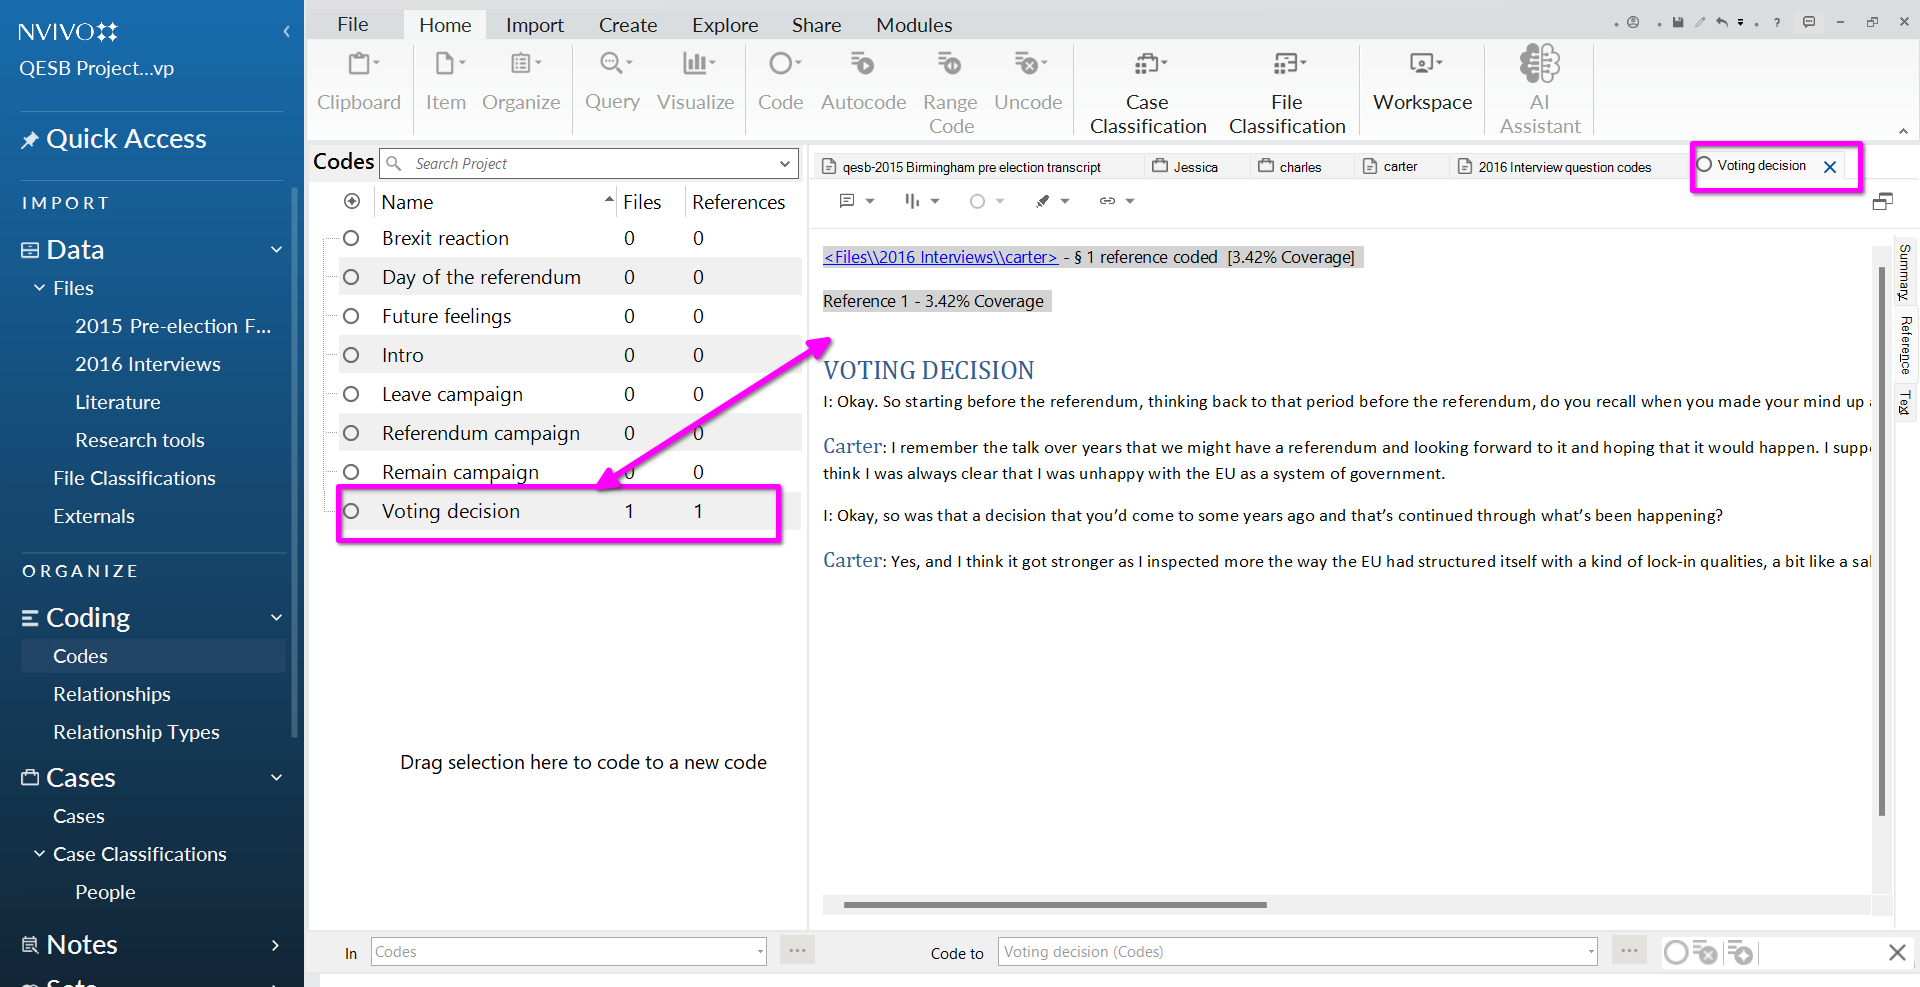 NVIVO
QESB Project...vp
Quick Access
IMPORT
Data
Files
2015 Pre-election F...
2016 Interviews
Literature
Research tools
File Classifications
Externals
ORGANIZE
Coding
Codes
Relationships
Relationship Types
Cases
Cases
Case Classifications
People
Notes
File Home Import Create Explore Share Modules
Clipboard Item Organize Query Visualize Code Autocode Range Code Uncode Case Classification File Classification Workspace AI Assistant
Codes Search Project
Name Files References
Brexit reaction 0 0
Day of the referendum 0 0
Future feelings 0 0
Intro 0 0
Leave campaign 0 0
Referendum campaign 0 0
Remain campaign 0 0
Voting decision 1 1
Drag selection here to code to a new code
qesb-2015 Birmingham pre election transcript Jessica charles carter 2016 Interview question codes Voting decision
<Files\\2016 Interviews\\carter> - § 1 reference coded [3.42% Coverage]
Reference 1 - 3.42% Coverage
VOTING DECISION
I: Okay. So starting before the referendum, thinking back to that period before the referendum, do you recall when you made your mind up
Carter: I remember the talk over years that we might have a referendum and looking forward to it and hoping that it would happen. I
think I was always clear that I was unhappy with the EU as a system of government.
I: Okay, so was that a decision that you'd come to some years ago and that's continued through what's been happening?
Carter: Yes, and I think it got stronger as I inspected more the way the EU had structured itself with a kind of lock-in qualities, a bit like a
Summary
Reference
Text
In Codes ... Code to Voting decision (Codes) ...